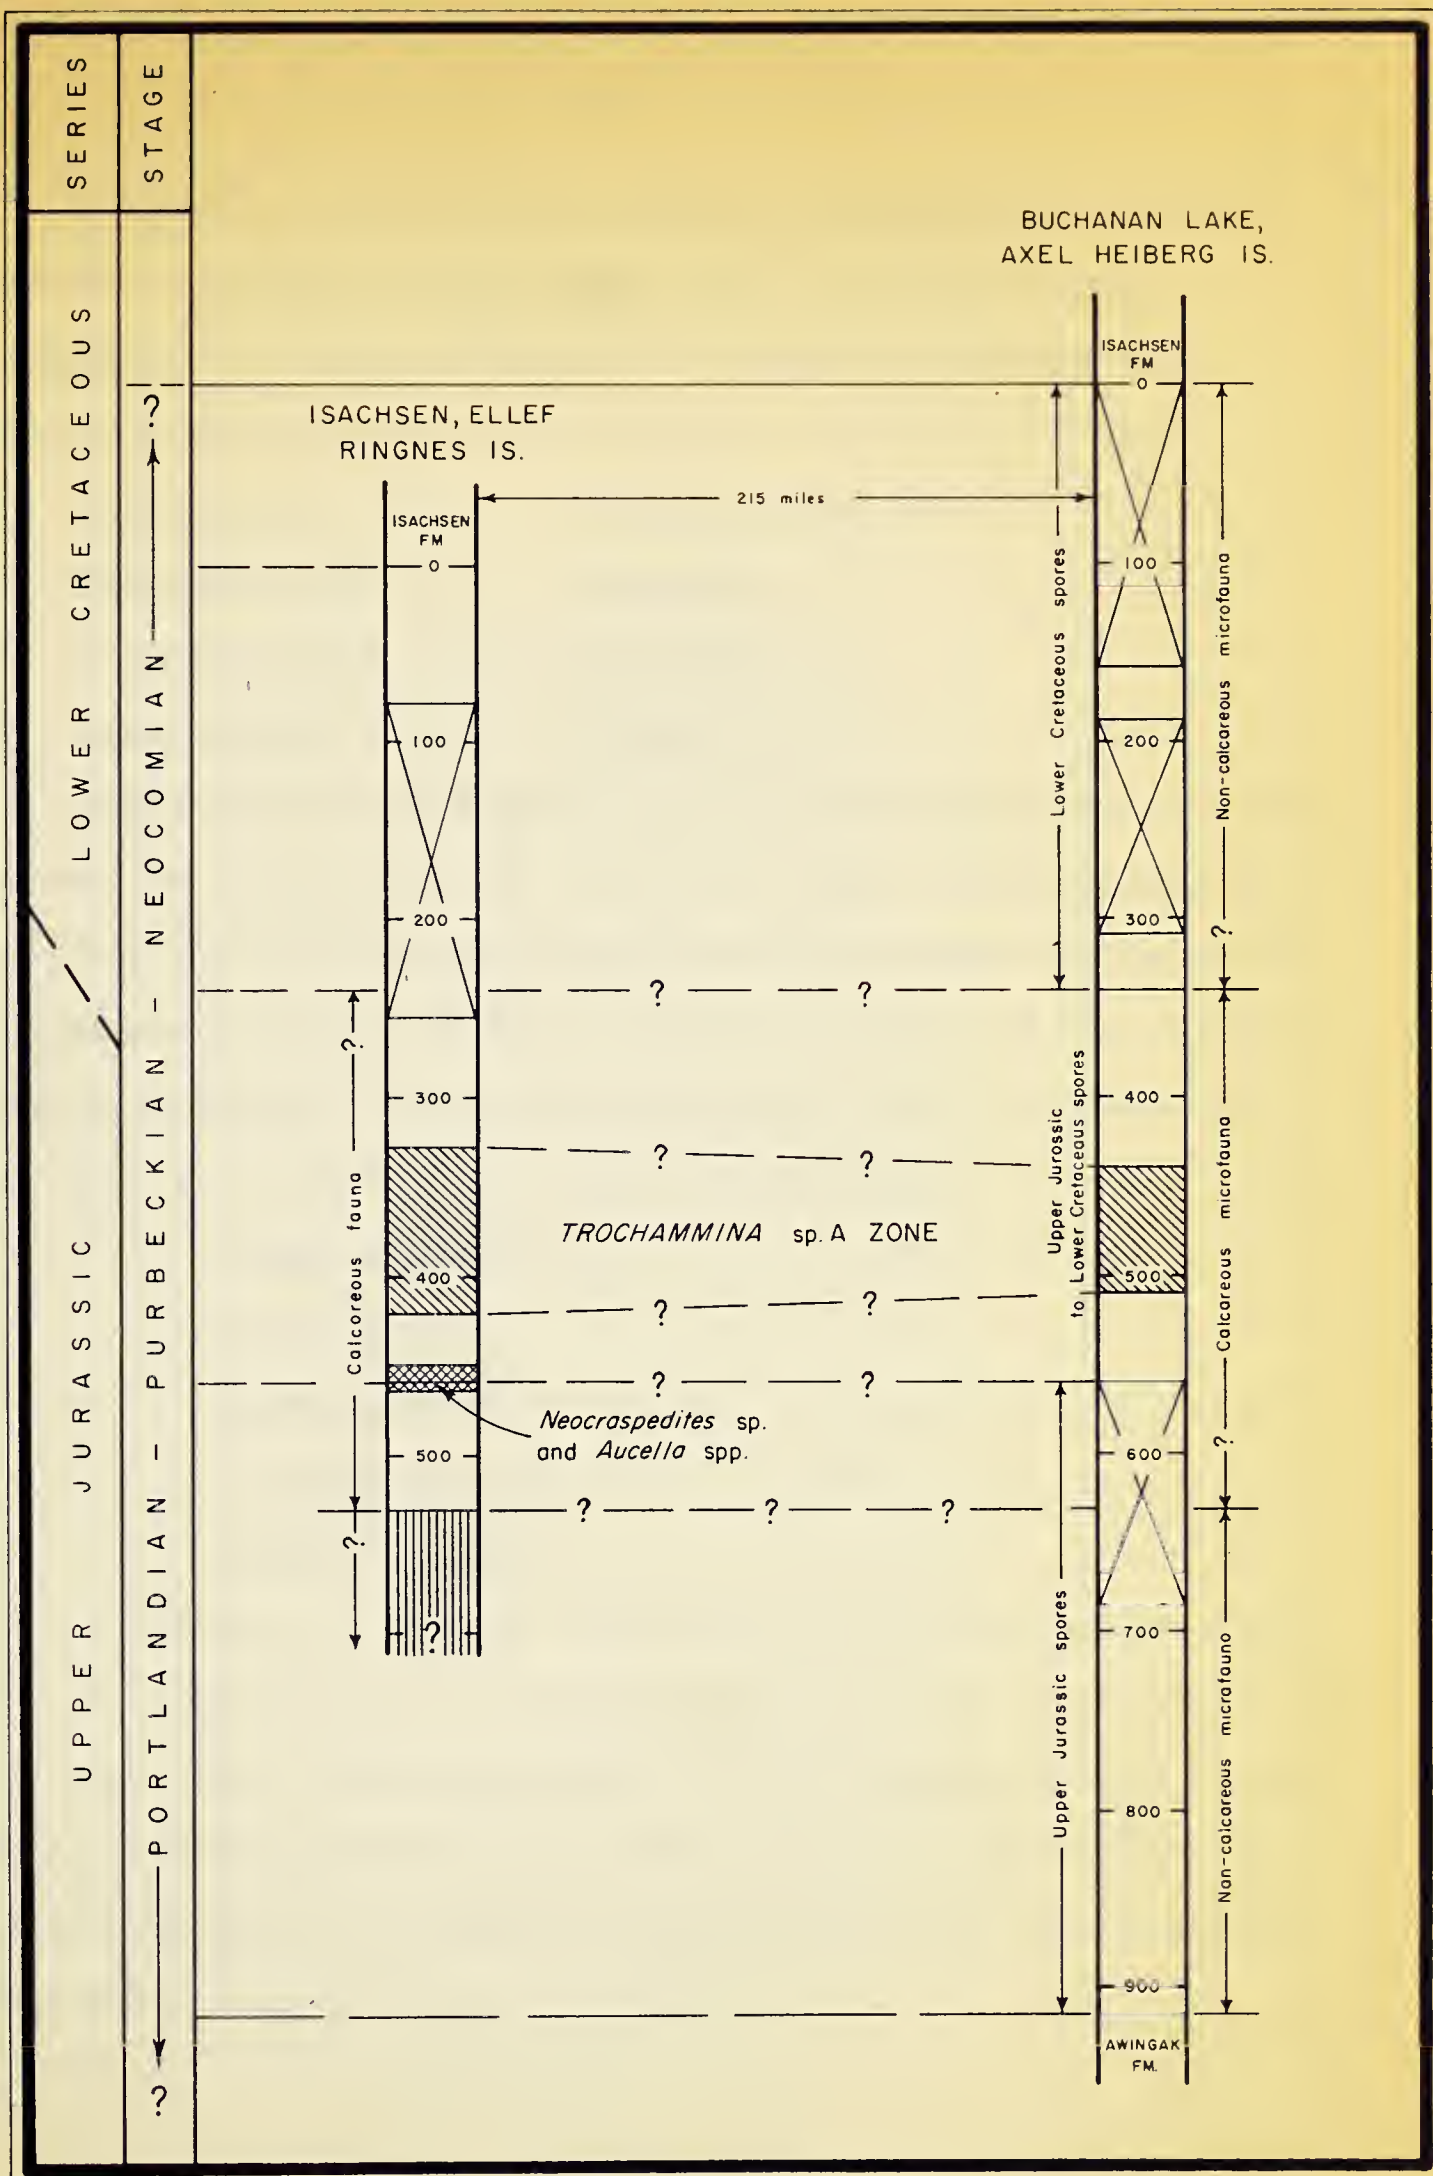 SERIES
STAGE
LOWER CRETACEOUS
UPPER JURASSIC
?
PORTLANDIAN - PURBECKIAN - NEOCOMIAN
?
ISACHSEN, ELLEF
RINGNES IS.
ISACHSEN
FM
0
100
200
300
400
500
?
?
Calcareous fauna
?
215 miles
? ?
? ?
TROCHAMMINA sp. A ZONE
? ?
? ?
Neocraspedites sp.
and Aucella spp.
? ? ?
BUCHANAN LAKE,
AXEL HEIBERG IS.
ISACHSEN
FM
0
100
200
300
400
500
600
700
800
900
AWINGAK
FM.
Lower Cretaceous spores
Upper Jurossic
to Lower Cretaceous spores
Upper Jurassic spores
Non-calcareous microfauna
?
Calcareous microfauna
?
Non-calcareous microfauna